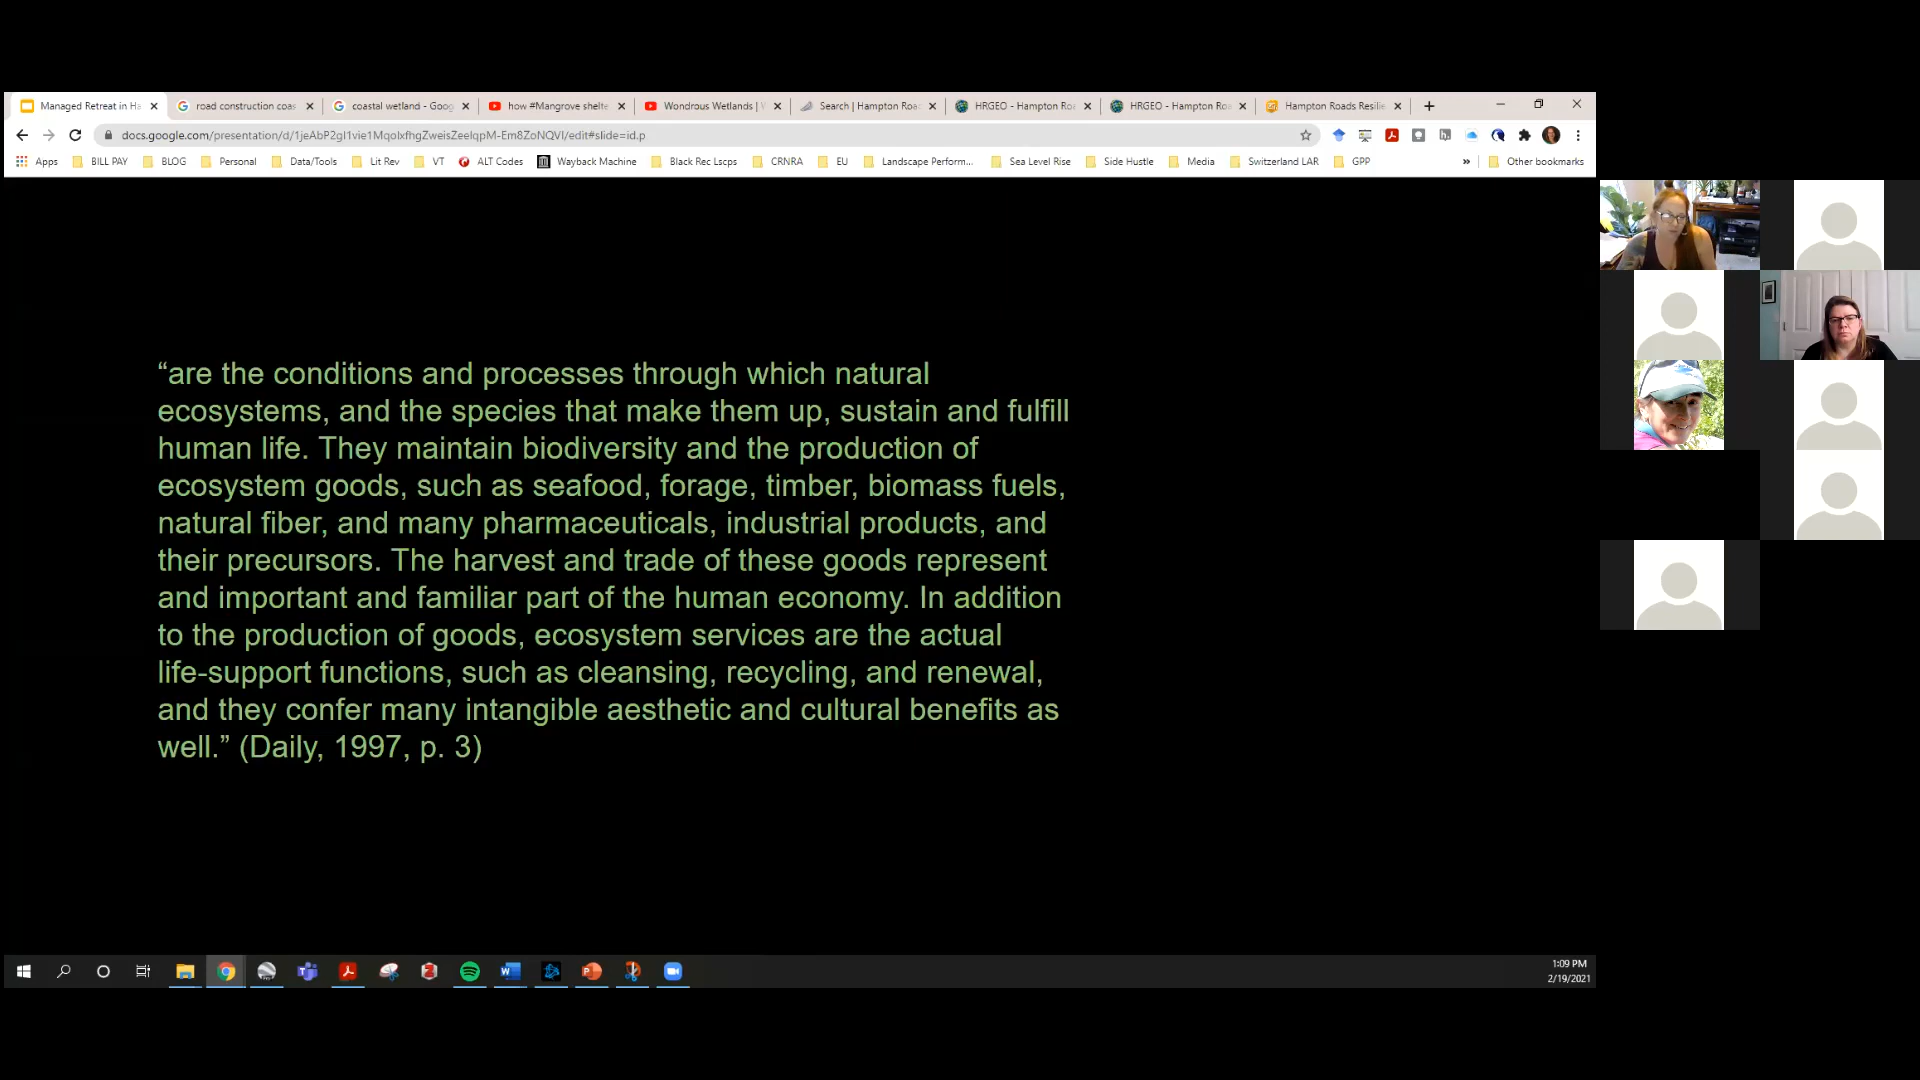 Managed Retreat in Ha
road construction coas
coastal wetland - Goog
how #Mangrove shelte
Wondrous Wetlands | W
Search | Hampton Roa
HRGEO - Hampton Ro
HRGEO - Hampton Ro
Hampton Roads Resilie
docs.google.com/presentation/d/1jeAbP2gI1vie1MqoIxfhgZweisZeeIqpM-Em8ZoNQVI/edit#slide=id.p
Apps BILL PAY BLOG Personal Data/Tools Lit Rev VT ALT Codes Wayback Machine Black Rec Lscps CRNRA EU Landscape Perform... Sea Level Rise Side Hustle Media Switzerland LAR GPP » Other bookmarks
“are the conditions and processes through which natural
ecosystems, and the species that make them up, sustain and fulfill
human life. They maintain biodiversity and the production of
ecosystem goods, such as seafood, forage, timber, biomass fuels,
natural fiber, and many pharmaceuticals, industrial products, and
their precursors. The harvest and trade of these goods represent
and important and familiar part of the human economy. In addition
to the production of goods, ecosystem services are the actual
life-support functions, such as cleansing, recycling, and renewal,
and they confer many intangible aesthetic and cultural benefits as
well.” (Daily, 1997, p. 3)
1:09 PM
2/19/2021